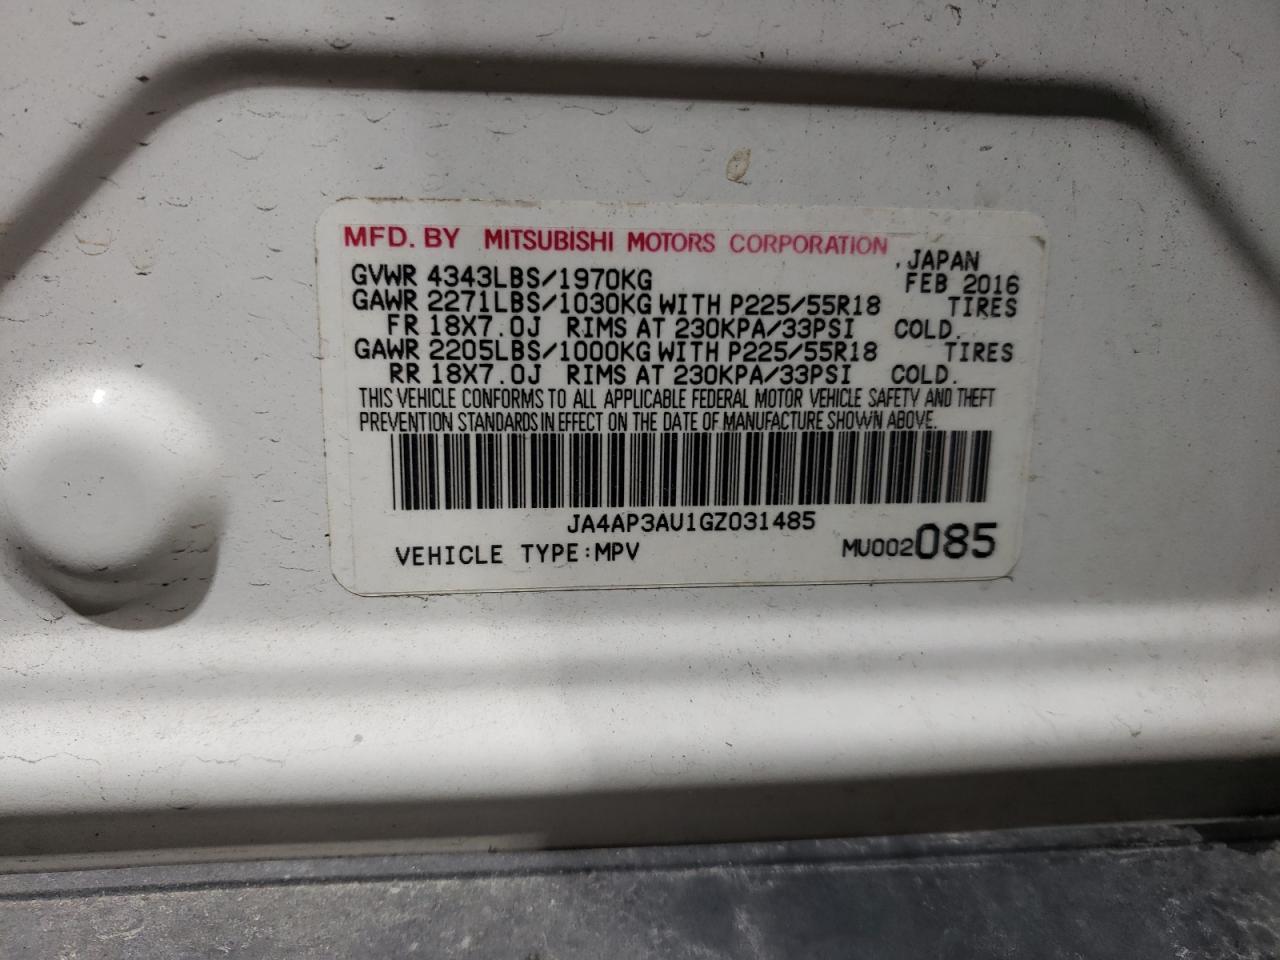 MFD. BY MITSUBISHI MOTORS CORPORATION , JAPAN
GVWR 4343LBS/1970KG FEB 2016
GAWR 2271LBS/1030KG WITH P225/55R18 TIRES
FR 18X7.0J RIMS AT 230KPA/33PSI COLD.
GAWR 2205LBS/1000KG WITH P225/55R18 TIRES
RR 18X7.0J RIMS AT 230KPA/33PSI COLD.
THIS VEHICLE CONFORMS TO ALL APPLICABLE FEDERAL MOTOR VEHICLE SAFETY AND THEFT
PREVENTION STANDARDS IN EFFECT ON THE DATE OF MANUFACTURE SHOWN ABOVE.
JA4AP3AU1GZ031485
VEHICLE TYPE:MPV MU002085